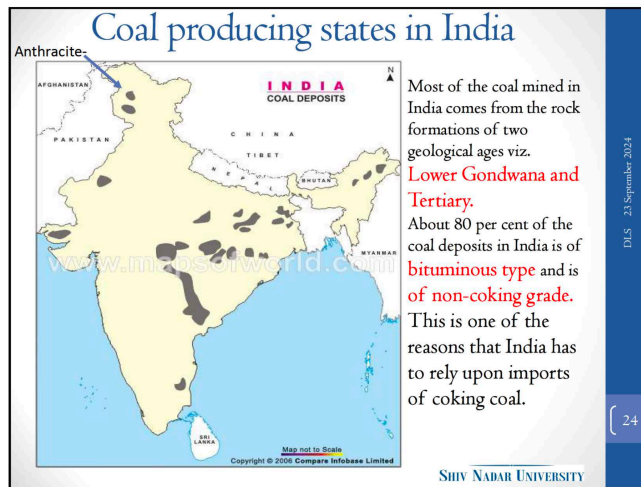 Coal producing states in India
Anthracite-
AFGHANISTAN
INDIA
COAL DEPOSITS
N
PAKISTAN
CHINA
TIBET
NEPAL
BHUTAN
MYANMAR
www.mapsofworld.com
SRI
LANKA
Map not to Scale
Copyright © 2006 Compare Infobase Limited
Most of the coal mined in
India comes from the rock
formations of two
geological ages viz.
Lower Gondwana and
Tertiary.
About 80 per cent of the
coal deposits in India is of
bituminous type and is
of non-coking grade.
This is one of the
reasons that India has
to rely upon imports
of coking coal.
DLS 23 September 2024
24
SHIV NADAR UNIVERSITY